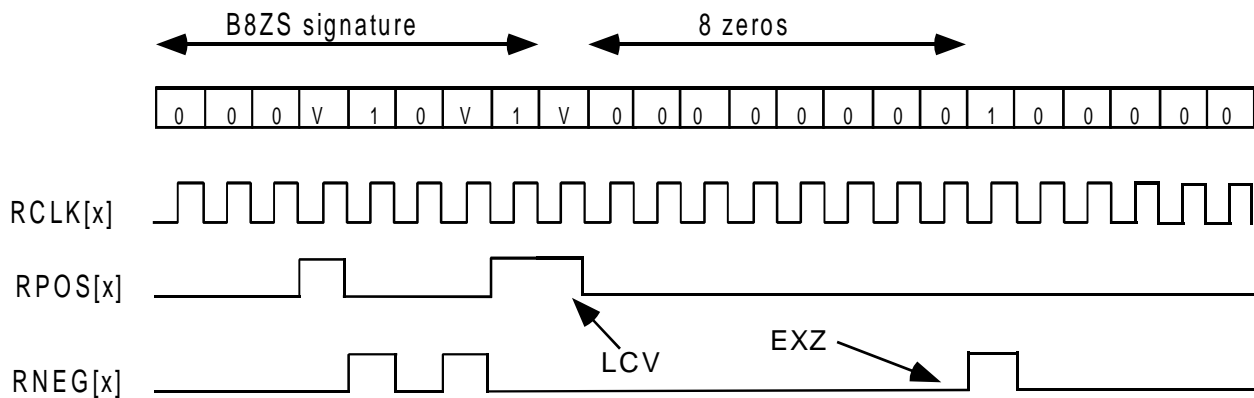 B8ZS signature 8 zeros
0 0 0 V 1 0 V 1 V 0 0 0 0 0 0 0 0 1 0 0 0 0 0
RCLK[x]
RPOS[x]
LCV
EXZ
RNEG[x]